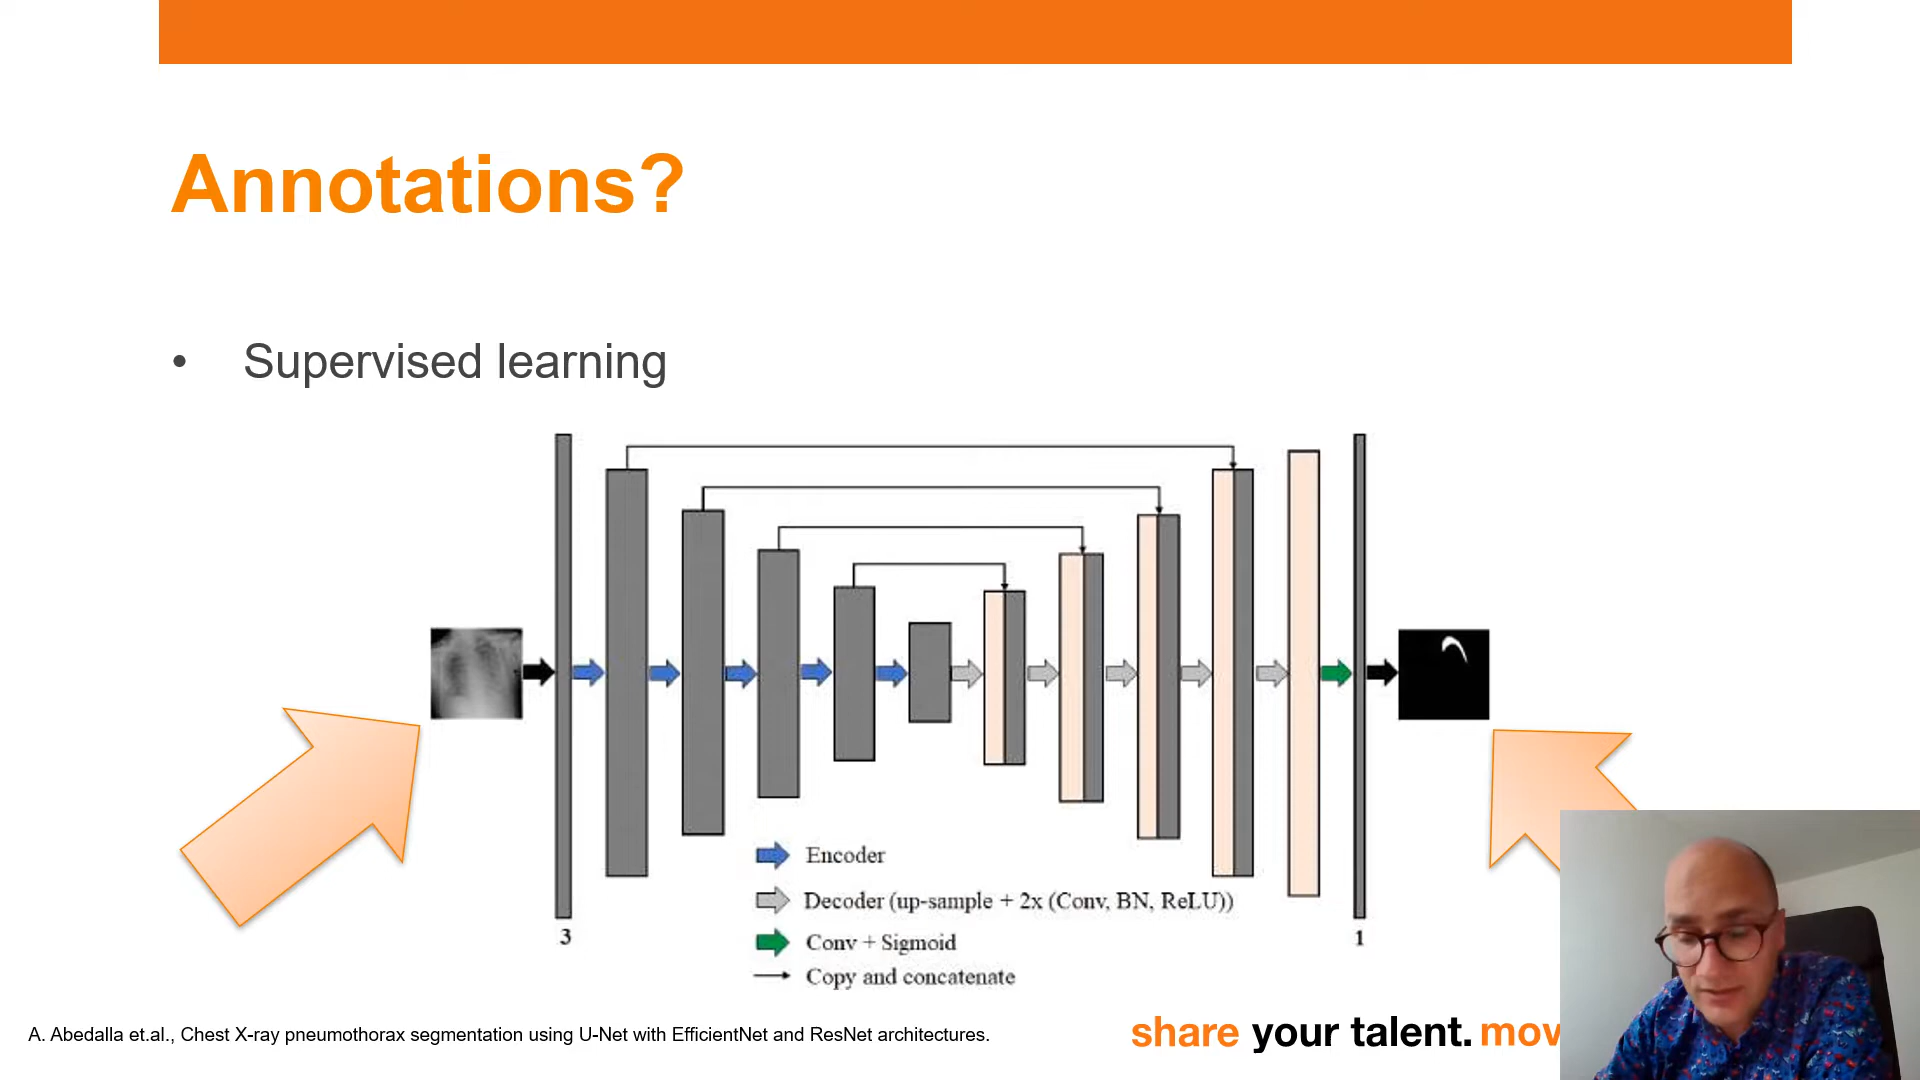 Annotations?
• Supervised learning
Encoder
Decoder (up-sample + 2x (Conv, BN, ReLU))
Conv + Sigmoid
Copy and concatenate
3
1
A. Abedalla et.al., Chest X-ray pneumothorax segmentation using U-Net with EfficientNet and ResNet architectures.
share your talent.